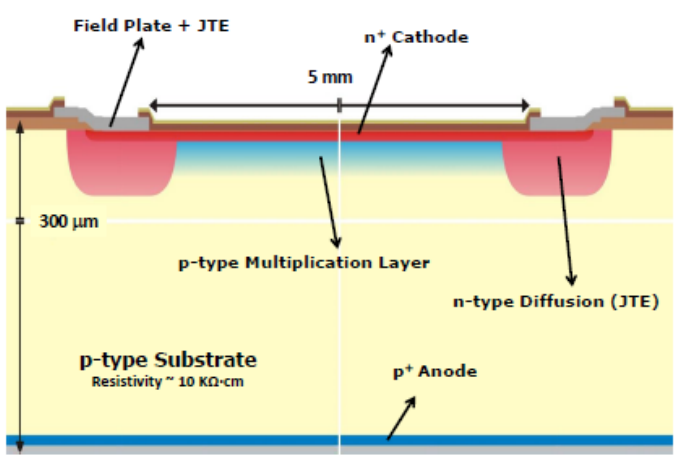 Field Plate + JTE
n⁺ Cathode
5 mm
300 µm
p-type Multiplication Layer
n-type Diffusion (JTE)
p-type Substrate
Resistivity ~ 10 KΩ·cm
p⁺ Anode